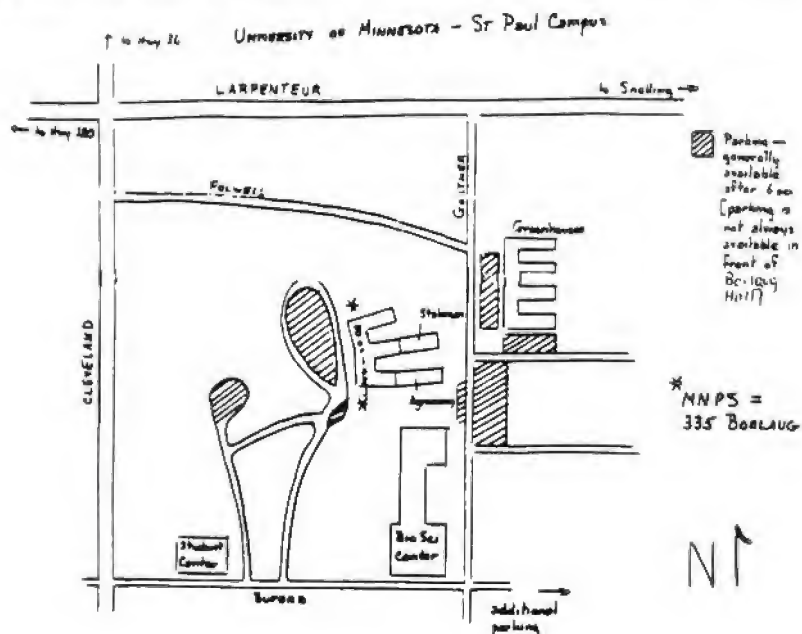 UNIVERSITY OF MINNESOTA - ST PAUL CAMPUS
↑ to Hwy 36
LARPENTEUR
to Snelling →
← to Hwy 280
FOLWELL
GORTNER
CLEVELAND
Parking —
generally
available
after 6
[parking is
not always
available in
front of
Borlaug
Hall]
Greenhouses
Stakman
Borlaug
Agronomy
* MNPS =
335 BORLAUG
Student
Center
Bio Sci
Center
BUFORD
additional
parking
N